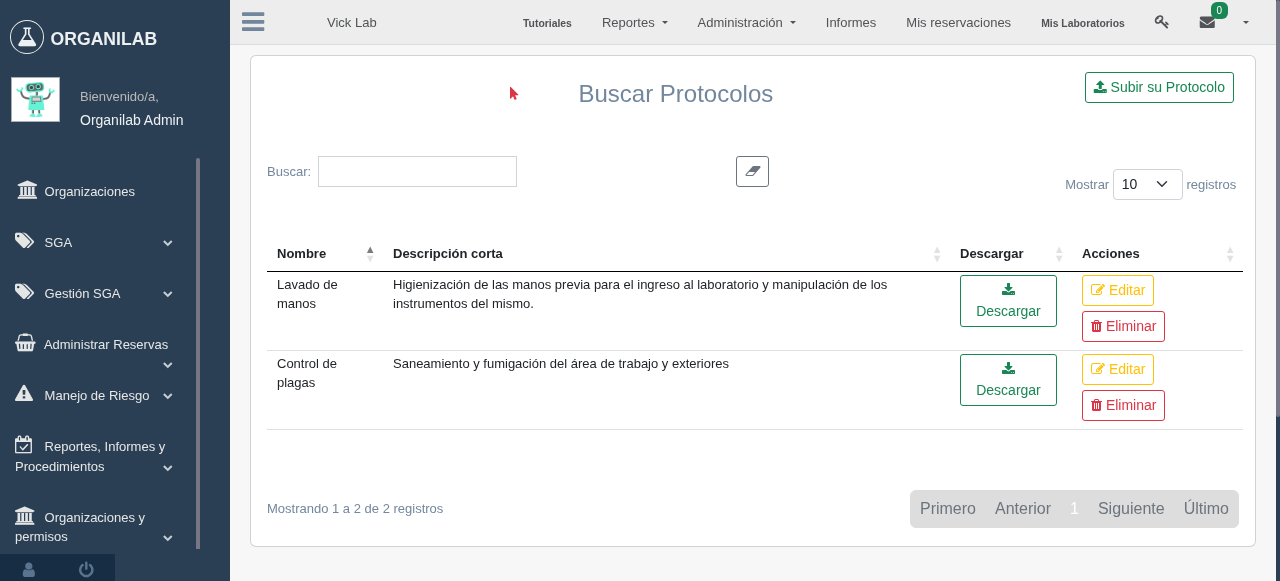 ORGANILAB
Bienvenido/a,
Organilab Admin
Organizaciones
SGA
Gestión SGA
Administrar Reservas
Manejo de Riesgo
Reportes, Informes y
Procedimientos
Organizaciones y
permisos
Vick Lab
Tutoriales
Reportes
Administración
Informes
Mis reservaciones
Mis Laboratorios
0
Buscar Protocolos
Subir su Protocolo
Buscar:
Mostrar 10 registros
Nombre Descripción corta Descargar Acciones
Lavado de Higienización de las manos previa para el ingreso al laboratorio y manipulación de los
manos instrumentos del mismo.
Descargar
Editar
Eliminar
Control de Saneamiento y fumigación del área de trabajo y exteriores
plagas
Descargar
Editar
Eliminar
Mostrando 1 a 2 de 2 registros
Primero Anterior 1 Siguiente Último